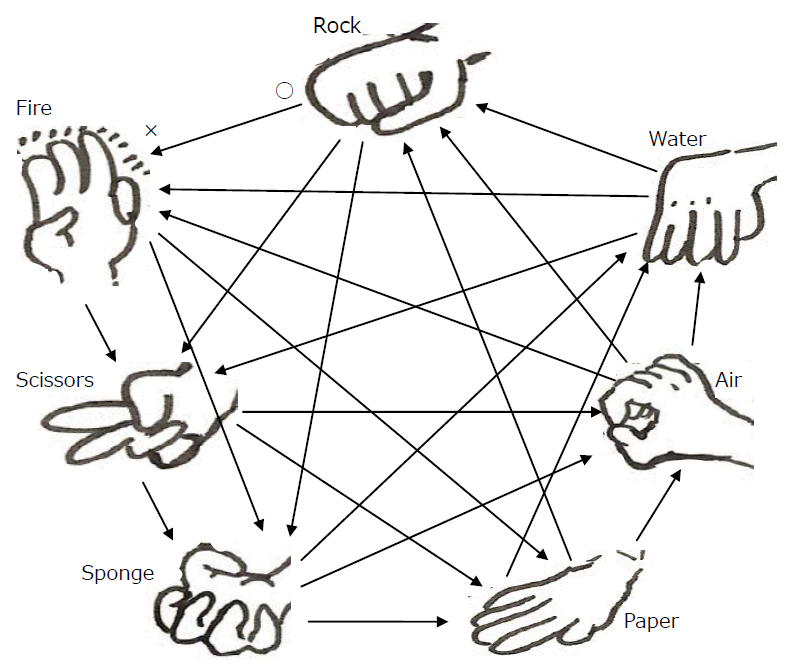 Rock
○
Fire
×
Water
Scissors
Air
Sponge
Paper